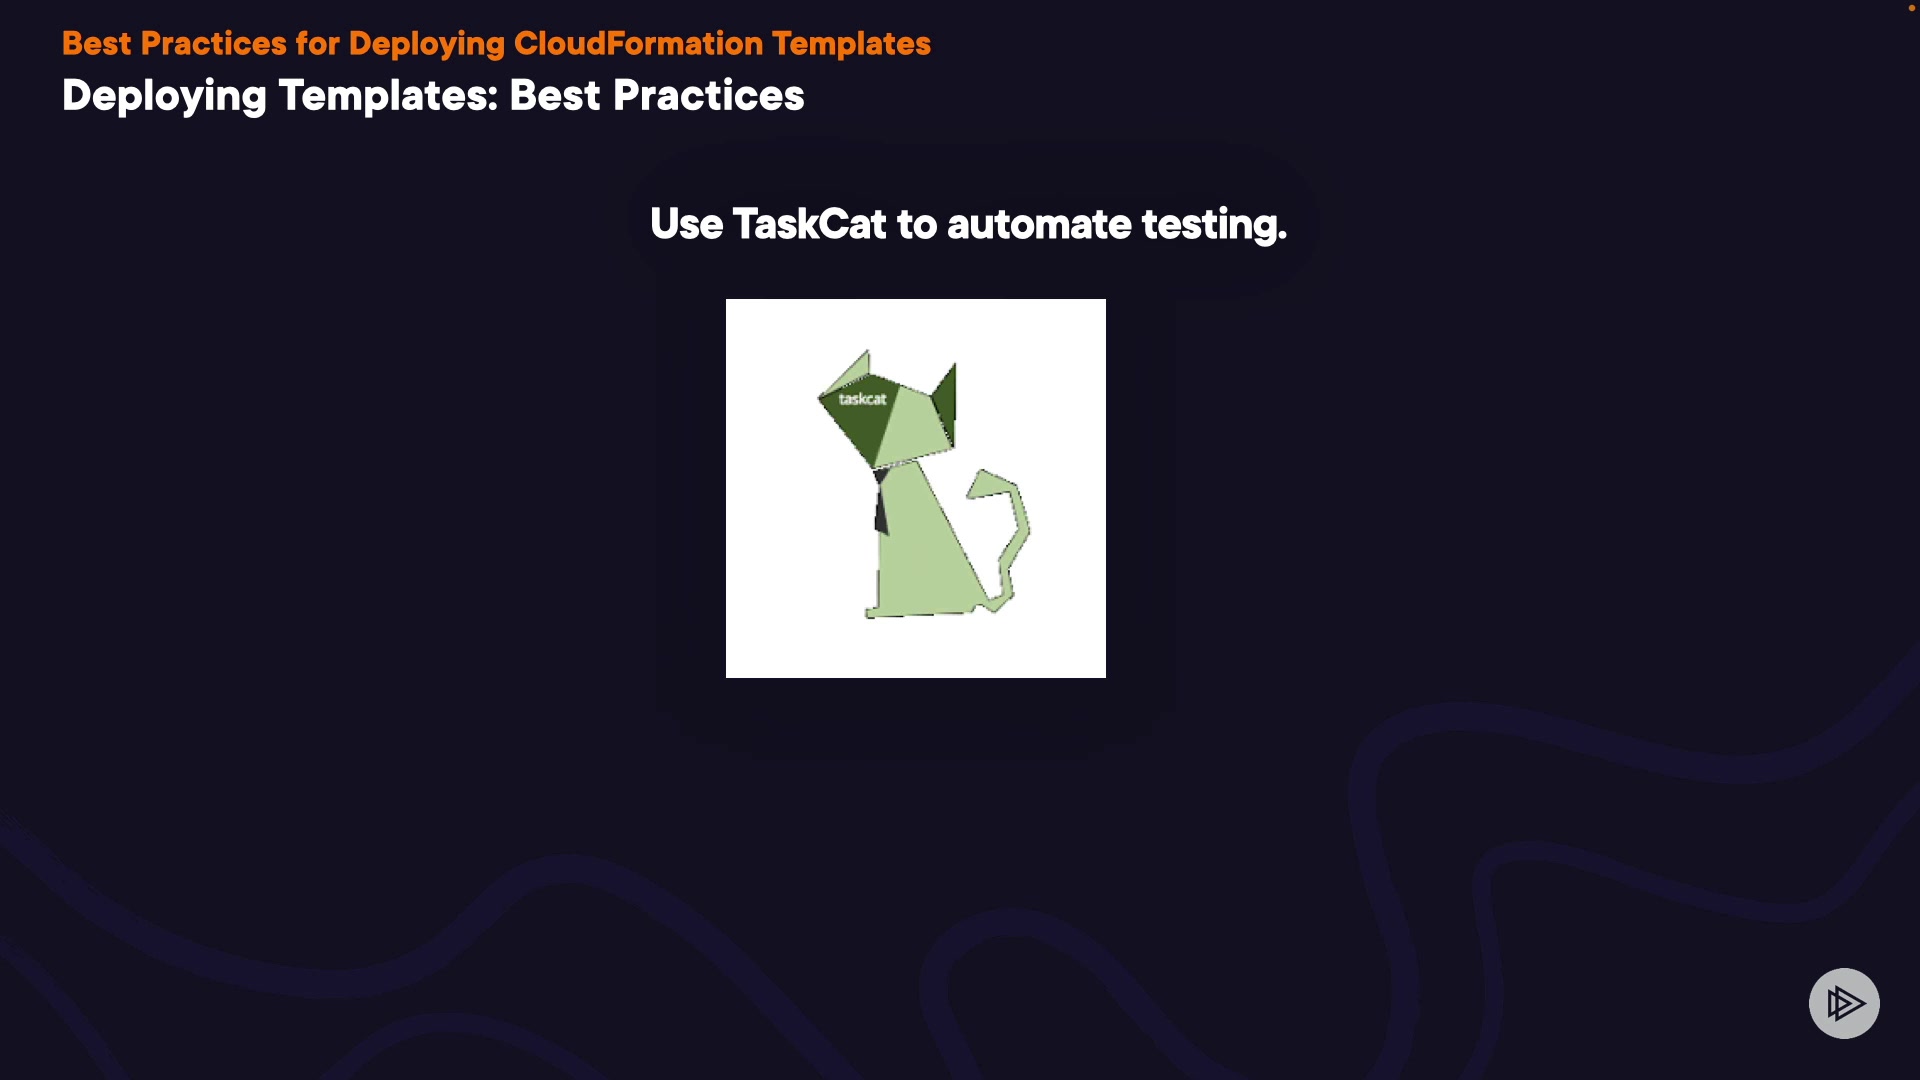 Best Practices for Deploying CloudFormation Templates
Deploying Templates: Best Practices
Use TaskCat to automate testing.
taskcat